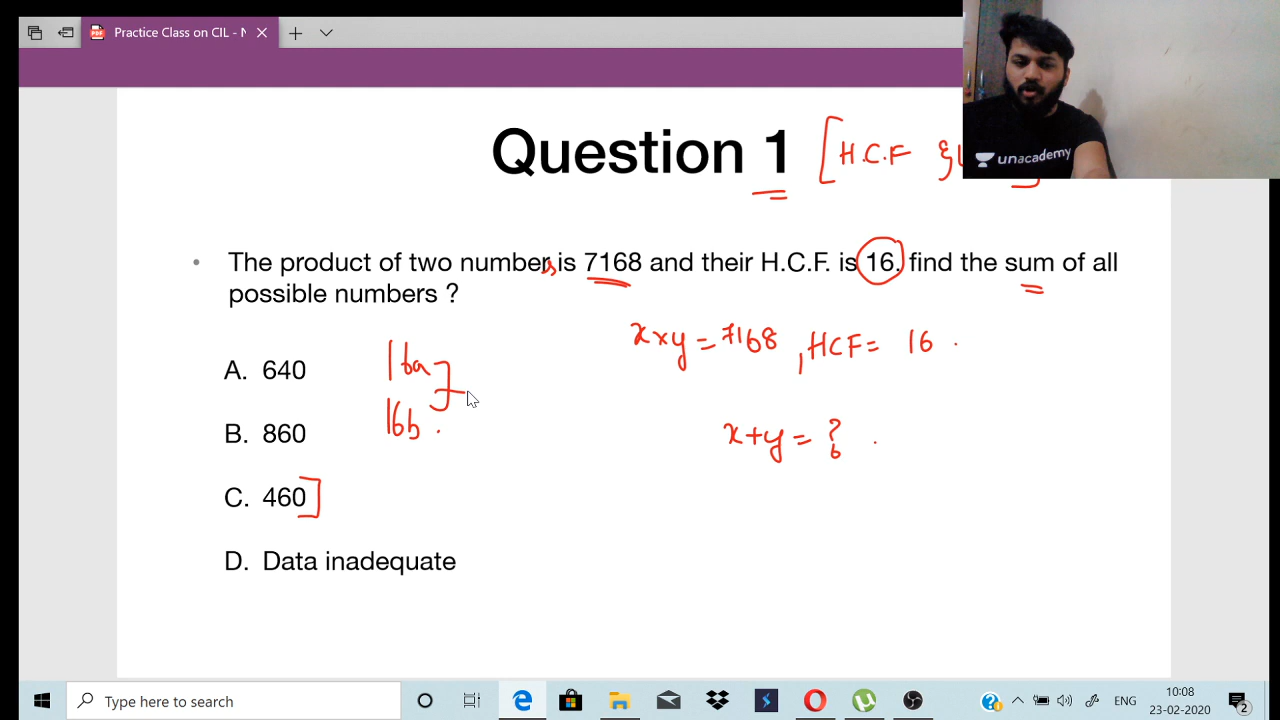 Practice Class on CIL - N
Question 1 [H.C.F &
unacademy
The product of two numbers is 7168 and their H.C.F. is 16. find the sum of all
possible numbers ?
x×y = 7168 , HCF = 16 .
A. 640
16a
B. 860
16b .
x+y = ? .
C. 460]
D. Data inadequate
Type here to search
ENG
10:08
23-02-2020
2